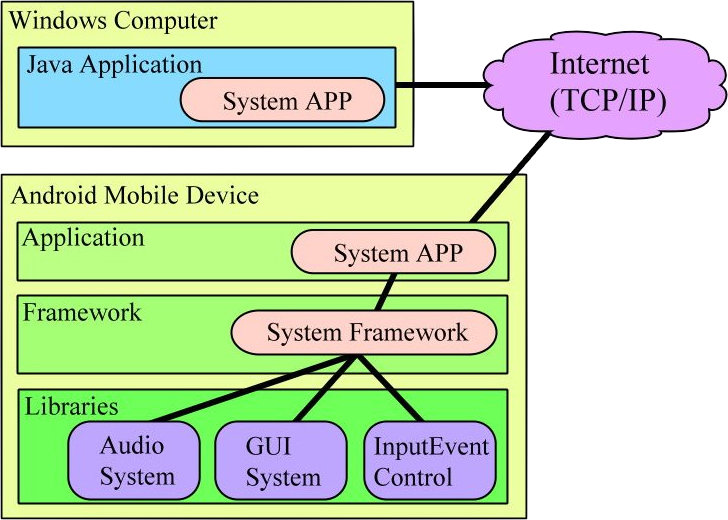 Windows Computer
Java Application
System APP
Internet
(TCP/IP)
Android Mobile Device
Application
System APP
Framework
System Framework
Libraries
Audio
System
GUI
System
InputEvent
Control